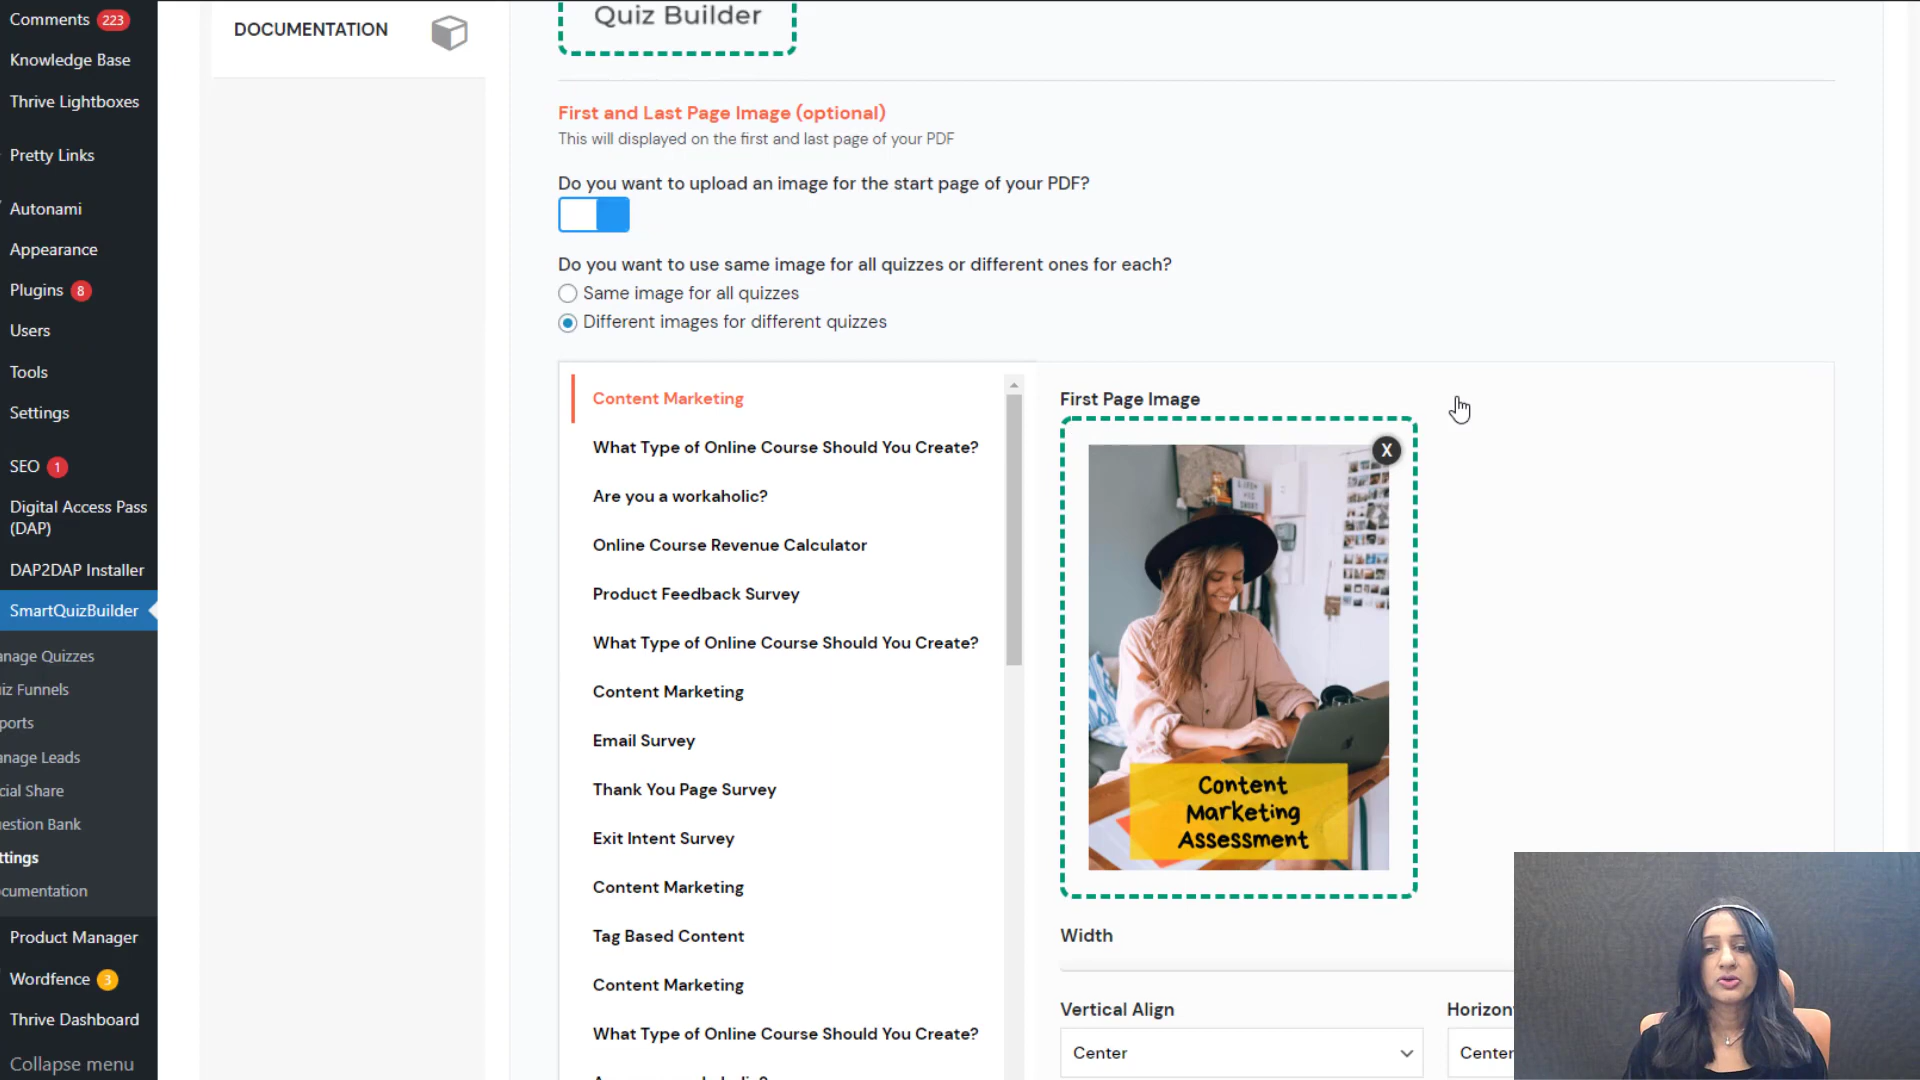 Comments 223
Knowledge Base
Thrive Lightboxes
Pretty Links
Autonami
Appearance
Plugins 8
Users
Tools
Settings
SEO 1
Digital Access Pass
(DAP)
DAP2DAP Installer
SmartQuizBuilder
anage Quizzes
iz Funnels
ports
anage Leads
cial Share
estion Bank
ttings
cumentation
Product Manager
Wordfence 3
Thrive Dashboard
Collapse menu
DOCUMENTATION
Quiz Builder
First and Last Page Image (optional)
This will displayed on the first and last page of your PDF
Do you want to upload an image for the start page of your PDF?
Do you want to use same image for all quizzes or different ones for each?
Same image for all quizzes
Different images for different quizzes
Content Marketing
What Type of Online Course Should You Create?
Are you a workaholic?
Online Course Revenue Calculator
Product Feedback Survey
What Type of Online Course Should You Create?
Content Marketing
Email Survey
Thank You Page Survey
Exit Intent Survey
Content Marketing
Tag Based Content
Content Marketing
What Type of Online Course Should You Create?
First Page Image
X
Content
Marketing
Assessment
Width
Vertical Align
Center
Horizon
Center